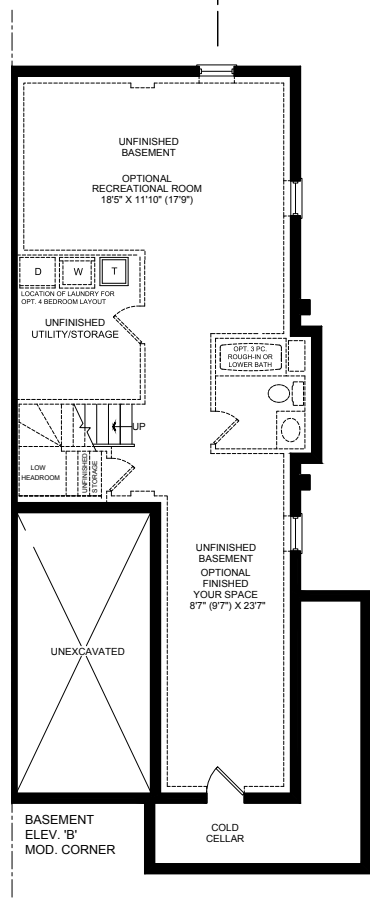 UNFINISHED
BASEMENT
OPTIONAL
RECREATIONAL ROOM
18'5" X 11'10" (17'9")
D
W
T
LOCATION OF LAUNDRY FOR
OPT. 4 BEDROOM LAYOUT
UNFINISHED
UTILITY/STORAGE
OPT. 3 PC.
ROUGH-IN OR
LOWER BATH
UP
LOW
HEADROOM
UNFINISHED
STORAGE
UNFINISHED
BASEMENT
OPTIONAL
FINISHED
YOUR SPACE
8'7" (9'7") X 23'7"
UNEXCAVATED
BASEMENT
ELEV. 'B'
MOD. CORNER
COLD
CELLAR